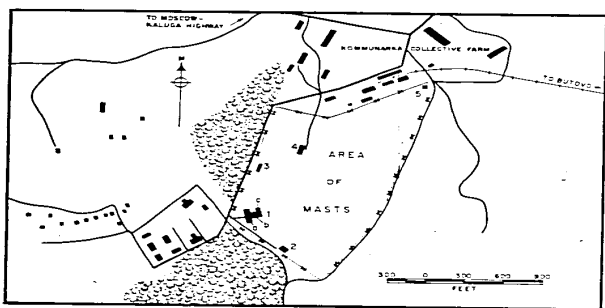 TO MOSCOW-
KALUGA HIGHWAY
KOMMUNARKA COLLECTIVE FARM
TO BUTOVO
N
5
4
AREA
OF
MASTS
3
c
1
a b
2
300 0 300 600 900
FEET